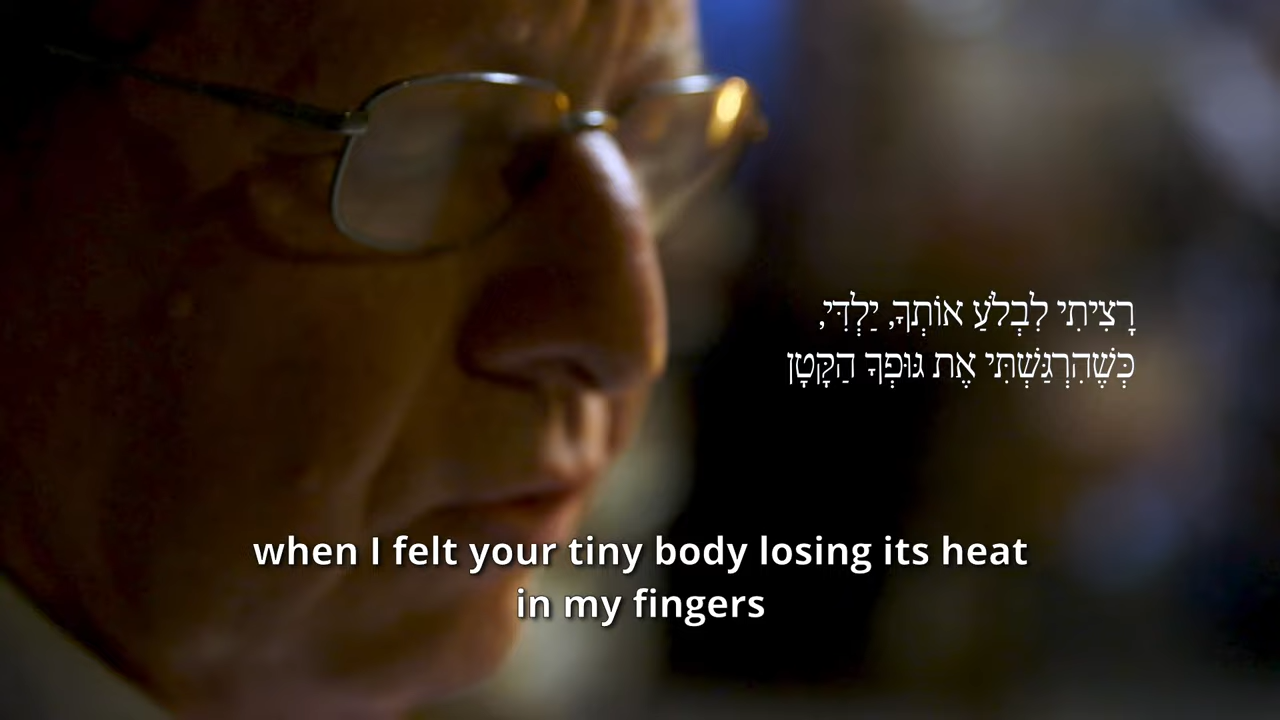 רָצִיתִי לִבְלֹעַ אוֹתְךָ, יַלְדִּי,
כְּשֶׁהִרְגַּשְׁתִּי אֶת גּוּפְךָ הַקָּטָן
when I felt your tiny body losing its heat
in my fingers